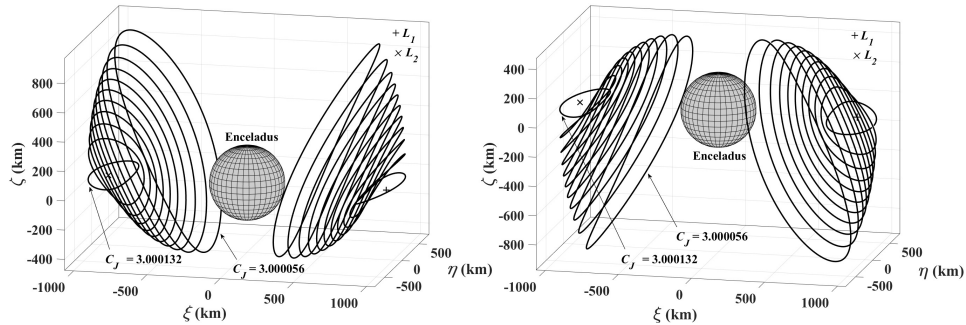 + L1
× L2
800
600
400
200
0
-200
-400
ζ (km)
Enceladus
C_J = 3.000132
C_J = 3.000056
-1000
-500
0
500
1000
ξ (km)
500
0
-500
η (km)
+ L1
× L2
400
200
0
-200
-400
-600
-800
ζ (km)
Enceladus
C_J = 3.000056
C_J = 3.000132
-1000
-500
0
500
1000
ξ (km)
500
0
-500
η (km)